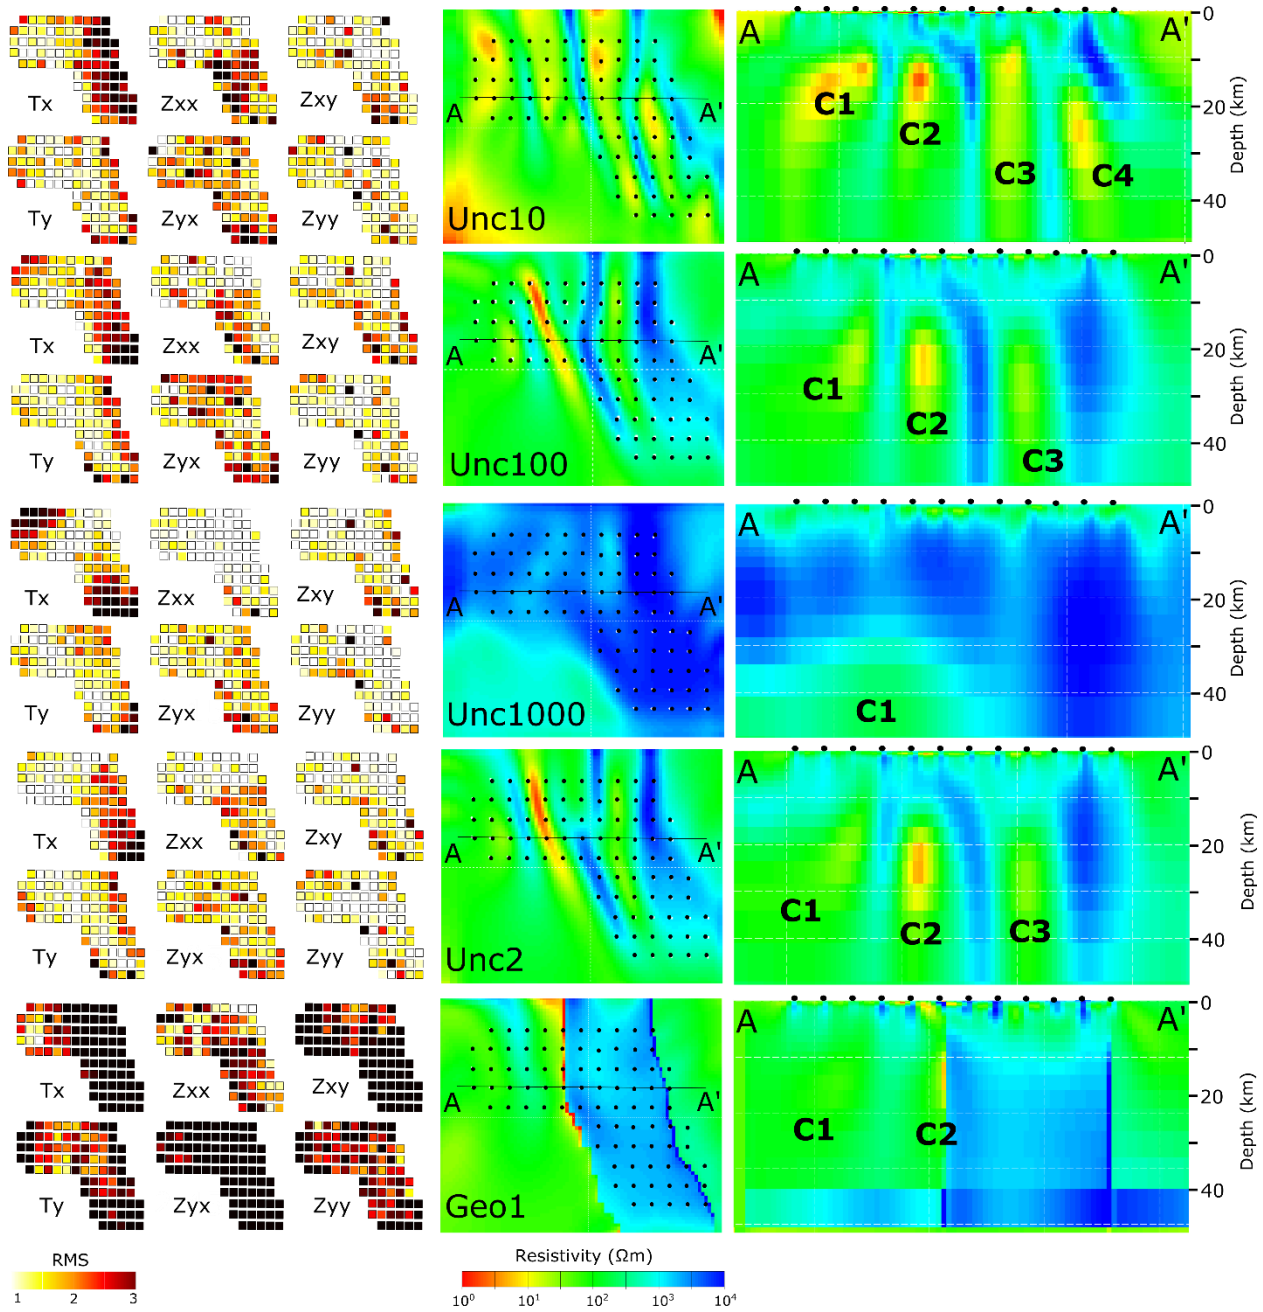 A A' 0
Tx Zxx Zxy
A A'
C1 C2 C3 C4
20 (km)
Depth (km)
40
Ty Zyx Zyy
Unc10
A A' 0
Tx Zxx Zxy
A A'
C1 C2 C3
20
Depth (km)
40
Ty Zyx Zyy
Unc100
A A' 0
Tx Zxx Zxy
A A'
20
Depth (km)
40
Ty Zyx Zyy
Unc1000
C1
A A' 0
Tx Zxx Zxy
A A'
C1 C2 C3
20
Depth (km)
40
Ty Zyx Zyy
Unc2
A A' 0
Tx Zxx Zxy
A A'
C1 C2
20
Depth (km)
40
Ty Zyx Zyy
Geo1
RMS
1 2 3
Resistivity (Ωm)
10⁰ 10¹ 10² 10³ 10⁴